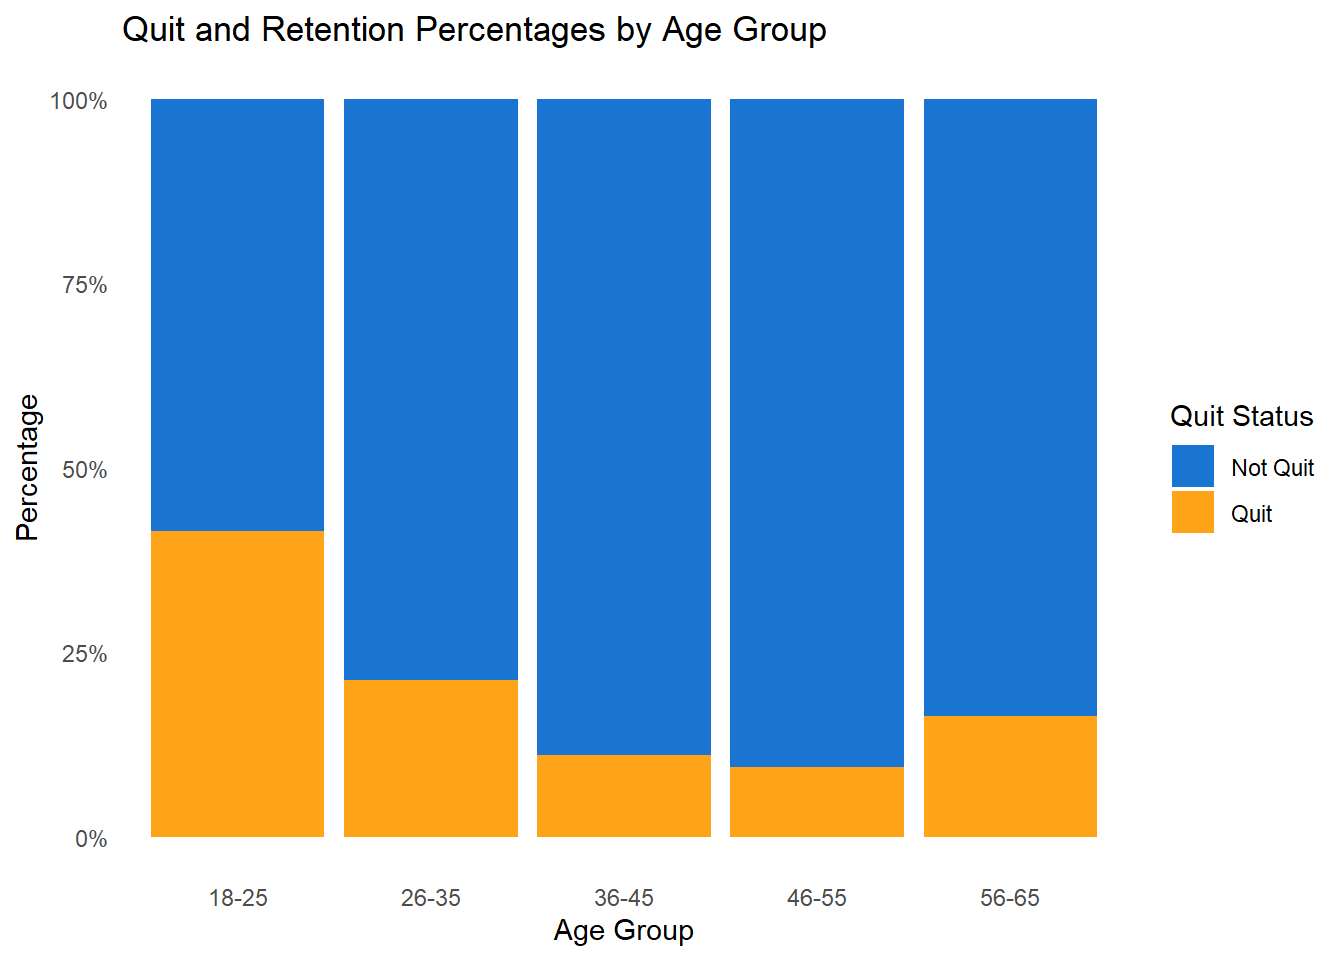 Quit and Retention Percentages by Age Group
100%
75%
50%
25%
0%
Percentage
18-25 26-35 36-45 46-55 56-65
Age Group
Quit Status
Not Quit
Quit